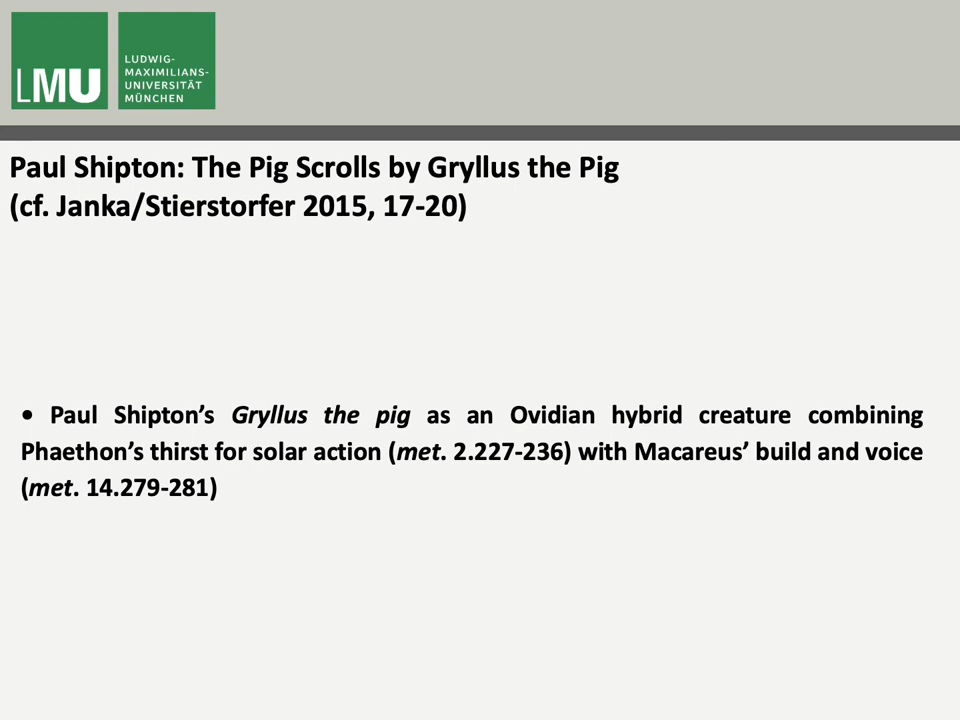 LMU
LUDWIG-
MAXIMILIANS-
UNIVERSITÄT
MÜNCHEN
Paul Shipton: The Pig Scrolls by Gryllus the Pig
(cf. Janka/Stierstorfer 2015, 17-20)
• Paul Shipton’s Gryllus the pig as an Ovidian hybrid creature combining
Phaethon’s thirst for solar action (met. 2.227-236) with Macareus’ build and voice
(met. 14.279-281)